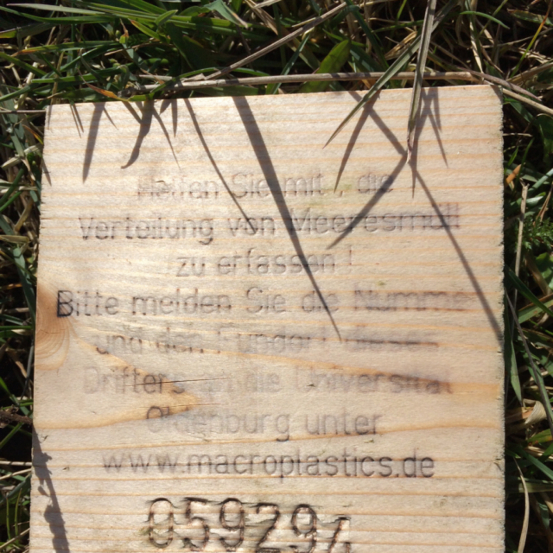 Helfen Sie mit, die
Verteilung von Meeresmüll
zu erfassen!
Bitte melden Sie die Nummer
und den Fundort dieses
Drifters an die Universität
Oldenburg unter
www.macroplastics.de
059294